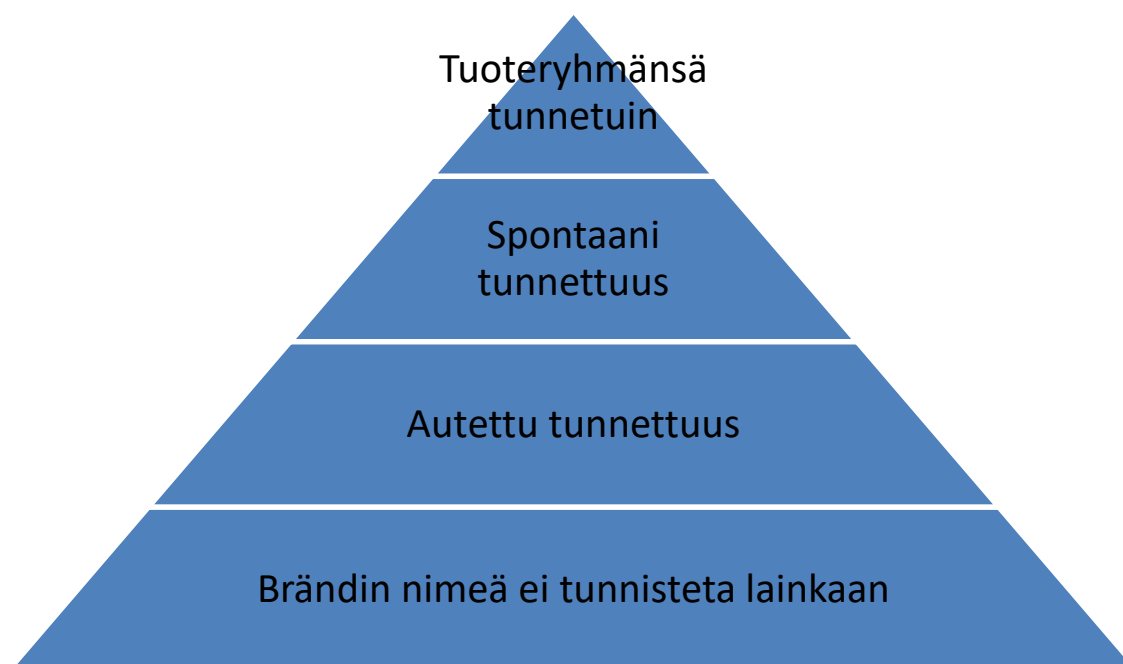 Tuoteryhmänsä
tunnetuin
Spontaani
tunnettuus
Autettu tunnettuus
Brändin nimeä ei tunnisteta lainkaan